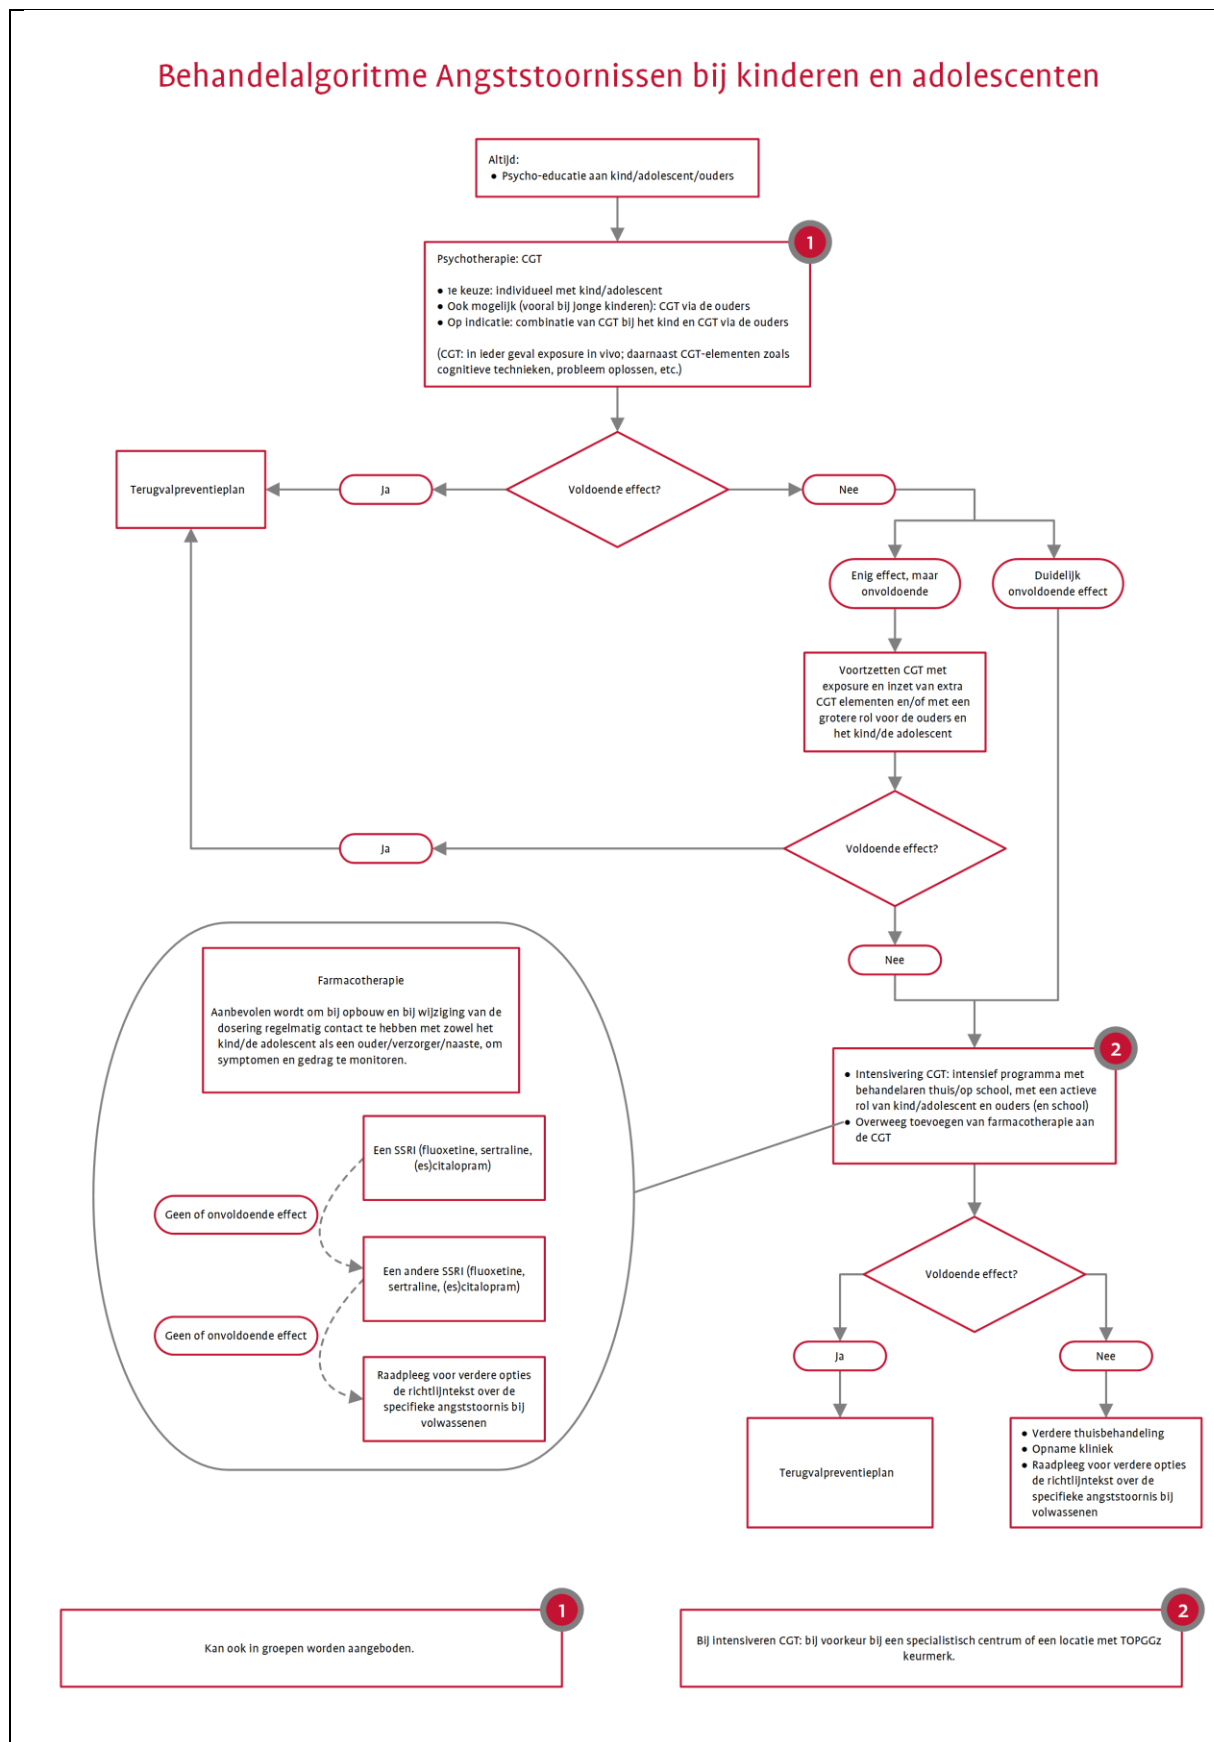 Behandelalgoritme Angststoornissen bij kinderen en adolescenten
Altijd:
● Psycho-educatie aan kind/adolescent/ouders
1
Psychotherapie: CGT
● 1e keuze: individueel met kind/adolescent
● Ook mogelijk (vooral bij jonge kinderen): CGT via de ouders
● Op indicatie: combinatie van CGT bij het kind en CGT via de ouders
(CGT: in ieder geval exposure in vivo; daarnaast CGT-elementen zoals
cognitieve technieken, probleem oplossen, etc.)
Terugvalpreventieplan
Ja
Voldoende effect?
Nee
Enig effect, maar
onvoldoende
Duidelijk
onvoldoende effect
Voortzetten CGT met
exposure en inzet van extra
CGT elementen en/of met een
grotere rol voor de ouders en
het kind/de adolescent
Ja
Voldoende effect?
Nee
Farmacotherapie
Aanbevolen wordt om bij opbouw en bij wijziging van de
dosering regelmatig contact te hebben met zowel het
kind/de adolescent als een ouder/verzorger/naaste, om
symptomen en gedrag te monitoren.
Een SSRI (fluoxetine, sertraline,
(es)citalopram)
Geen of onvoldoende effect
Een andere SSRI (fluoxetine,
sertraline, (es)citalopram)
Geen of onvoldoende effect
Raadpleeg voor verdere opties
de richtlijntekst over de
specifieke angststoornis bij
volwassenen
2
● Intensivering CGT: intensief programma met
behandelaren thuis/op school, met een actieve
rol van kind/adolescent en ouders (en school)
● Overweeg toevoegen van farmacotherapie aan
de CGT
Voldoende effect?
Ja
Nee
Terugvalpreventieplan
● Verdere thuisbehandeling
● Opname kliniek
● Raadpleeg voor verdere opties
de richtlijntekst over de
specifieke angststoornis bij
volwassenen
1
Kan ook in groepen worden aangeboden.
2
Bij intensiveren CGT: bij voorkeur bij een specialistisch centrum of een locatie met TOPGGz
keurmerk.